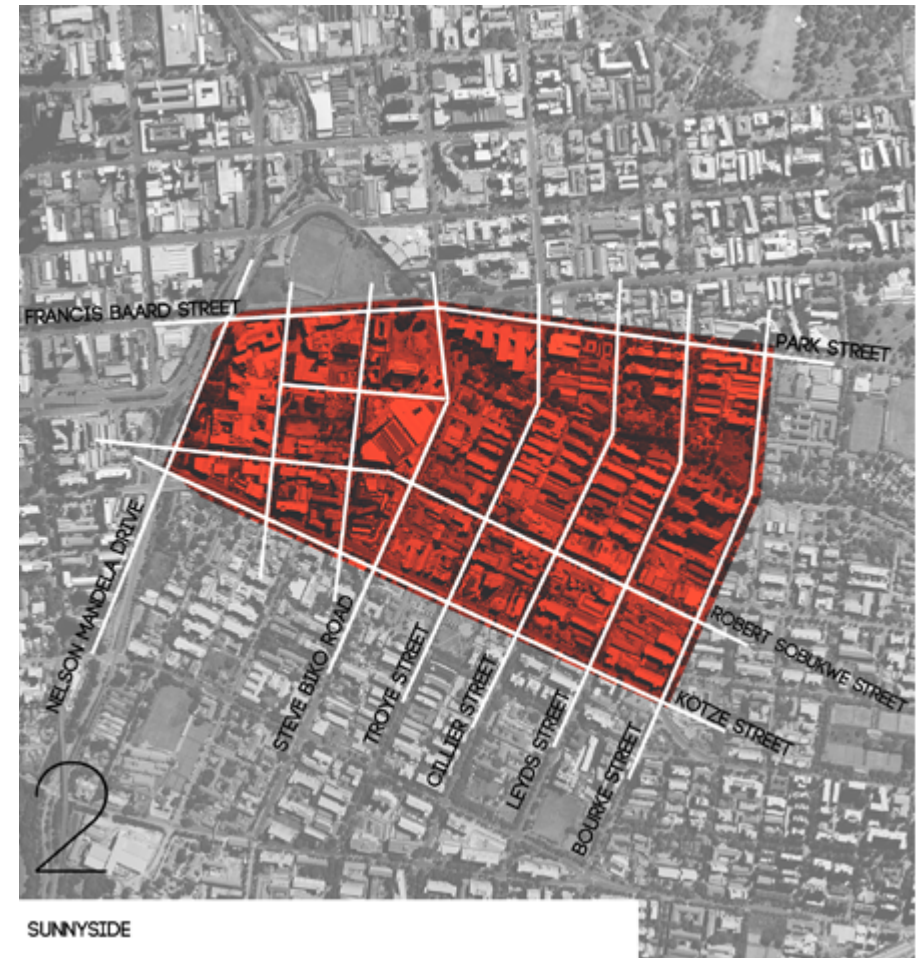 FRANCIS BAARD STREET
PARK STREET
NELSON MANDELA DRIVE
STEVE BIKO ROAD
TROYE STREET
CILLIER STREET
LEYDS STREET
BOURKE STREET
ROBERT SOBUKWE STREET
KOTZE STREET
2
SUNNYSIDE